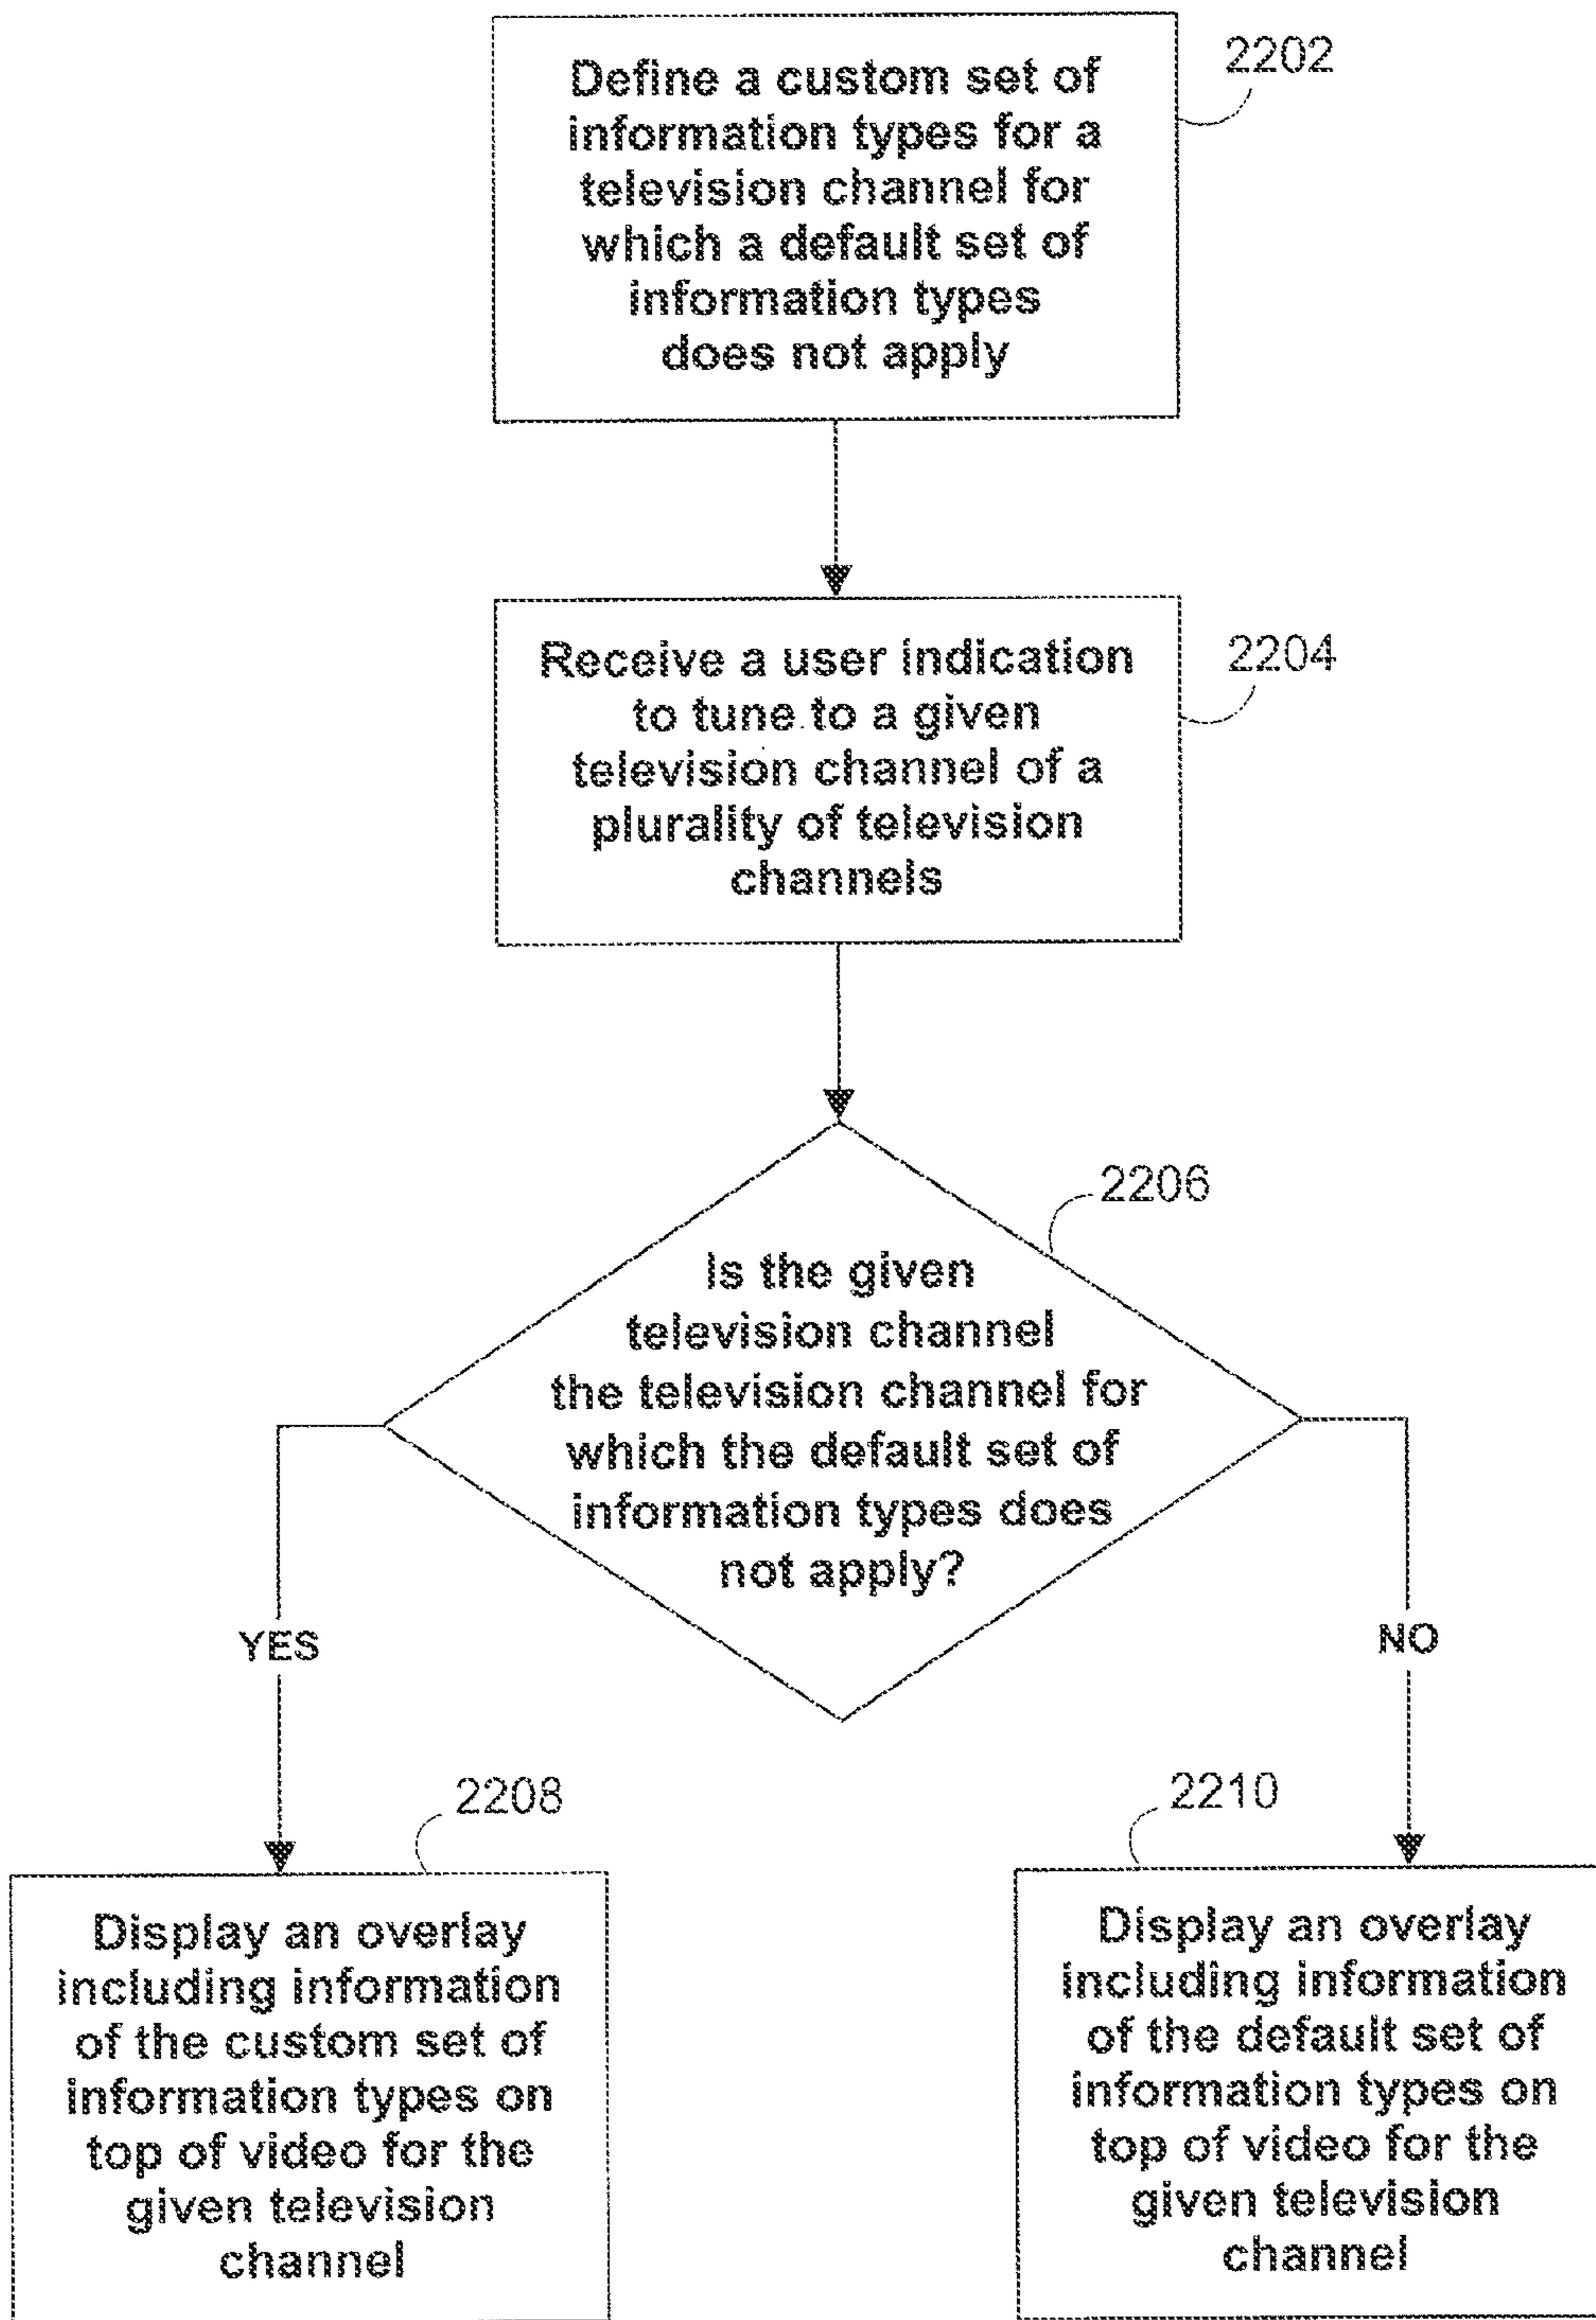 Define a custom set of
information types for a
television channel for
which a default set of
information types
does not apply
2202
Receive a user indication
to tune to a given
television channel of a
plurality of television
channels
2204
2206
Is the given
television channel
the television channel for
which the default set of
information types does
not apply?
YES
NO
2208
Display an overlay
including information
of the custom set of
information types on
top of video for the
given television
channel
2210
Display an overlay
including information
of the default set of
information types on
top of video for the
given television
channel